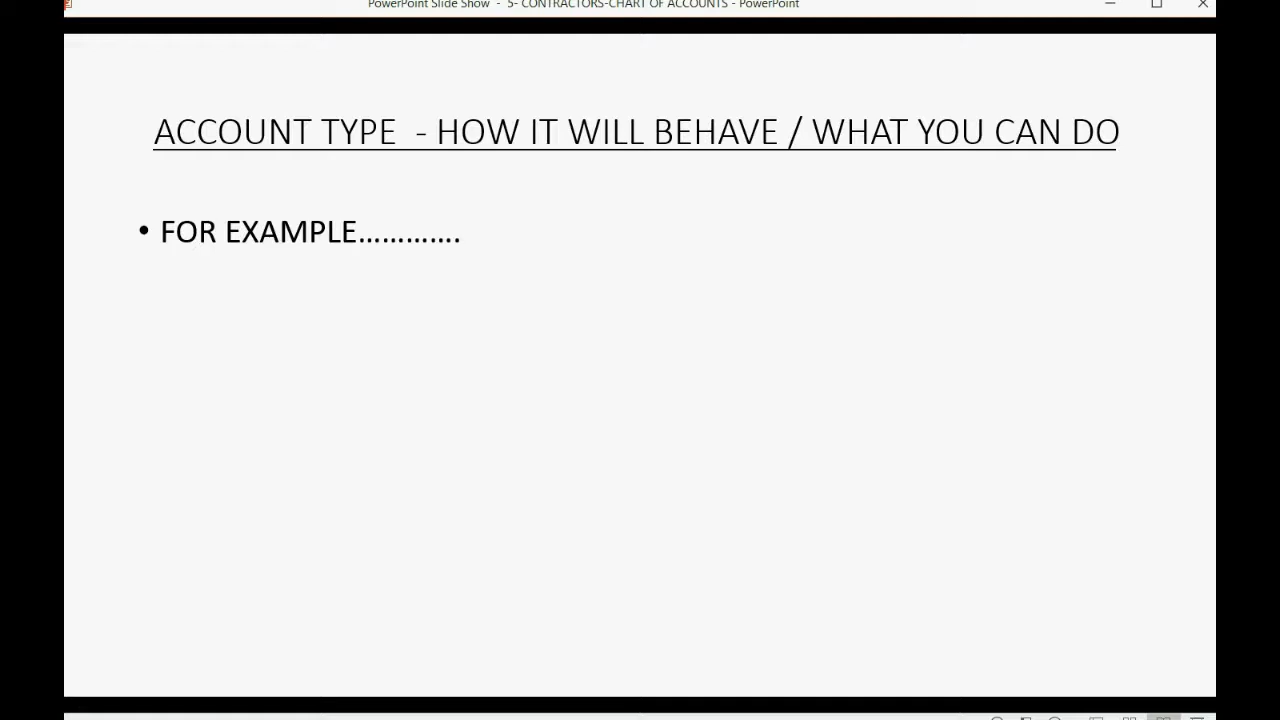 PowerPoint Slide Show - 5- CONTRACTORS-CHART OF ACCOUNTS - PowerPoint
ACCOUNT TYPE - HOW IT WILL BEHAVE / WHAT YOU CAN DO
• FOR EXAMPLE.............